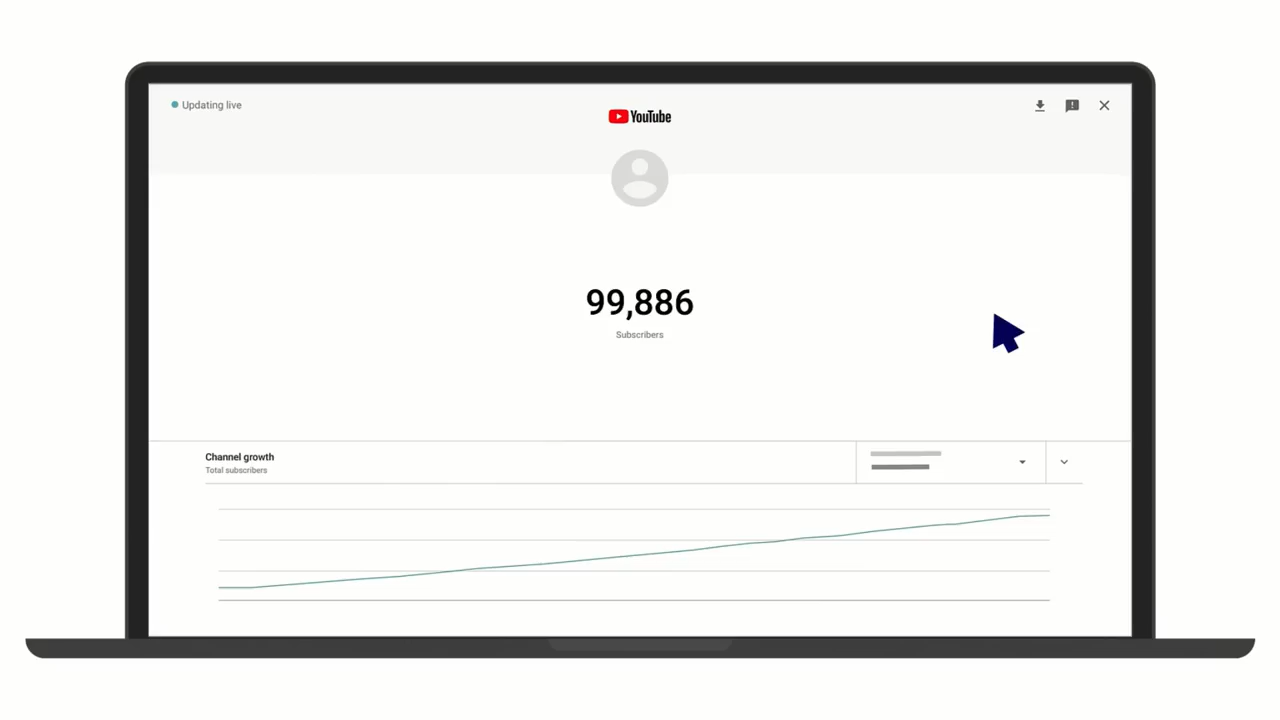 Updating live
YouTube
99,886
Subscribers
Channel growth
Total subscribers